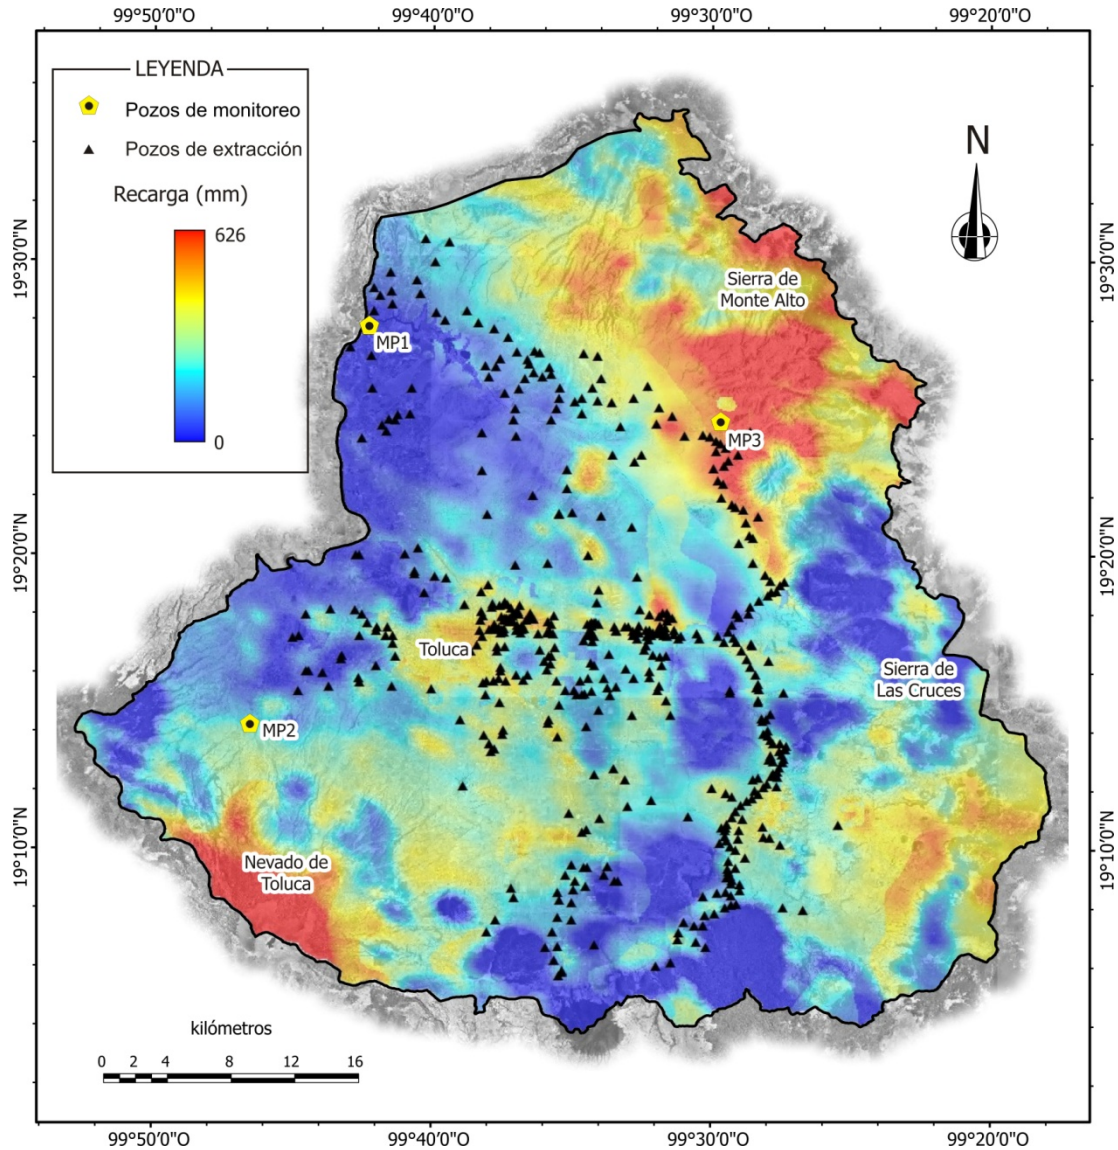 99°50'0"O 99°40'0"O 99°30'0"O 99°20'0"O
LEYENDA
Pozos de monitoreo
Pozos de extracción
Recarga (mm)
626
0
N
19°30'0"N
19°30'0"N
Sierra de
Monte Alto
MP1
MP3
19°20'0"N
19°20'0"N
Toluca
Sierra de
Las Cruces
MP2
19°10'0"N
19°10'0"N
Nevado de
Toluca
kilómetros
0 2 4 8 12 16
99°50'0"O 99°40'0"O 99°30'0"O 99°20'0"O